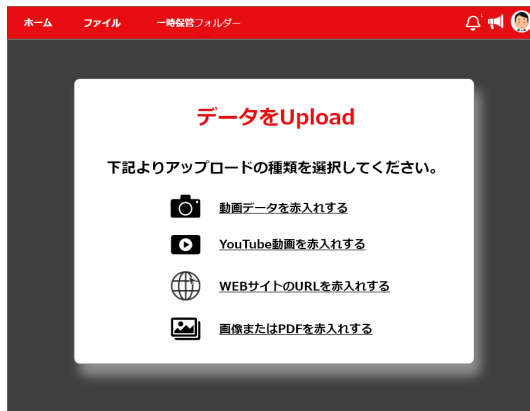 ホーム ファイル 一時保管フォルダー 1
データをUpload
下記よりアップロードの種類を選択してください。
動画データを赤入れする
YouTube動画を赤入れする
WEBサイトのURLを赤入れする
画像またはPDFを赤入れする